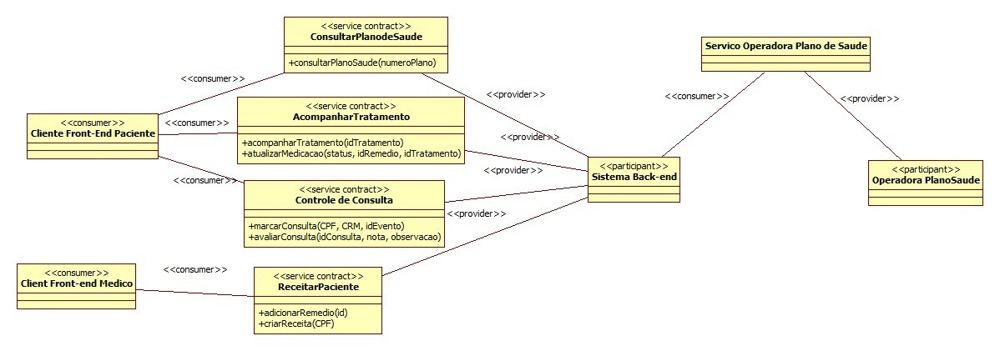 <<service contract>>
ConsultarPlanodeSaude
+consultarPlanoSaude(numeroPlano)
Servico Operadora Plano de Saude
<<consumer>>
<<provider>>
<<consumer>>
<<provider>>
<<service contract>>
AcompanharTratamento
+acompanharTratamento(idTratamento)
+atualizarMedicacao(status, idRemedio, idTratamento)
<<consumer>>
Cliente Front-End Paciente
<<consumer>>
<<provider>>
<<participant>>
Sistema Back-end
<<participant>>
Operadora PlanoSaude
<<consumer>>
<<provider>>
<<service contract>>
Controle de Consulta
+marcarConsulta(CPF, CRM, idEvento)
+avaliarConsulta(idConsulta, nota, observacao)
<<provider>>
<<consumer>>
Client Front-end Medico
<<consumer>>
<<service contract>>
ReceitarPaciente
+adicionarRemedio(id)
+criarReceita(CPF)